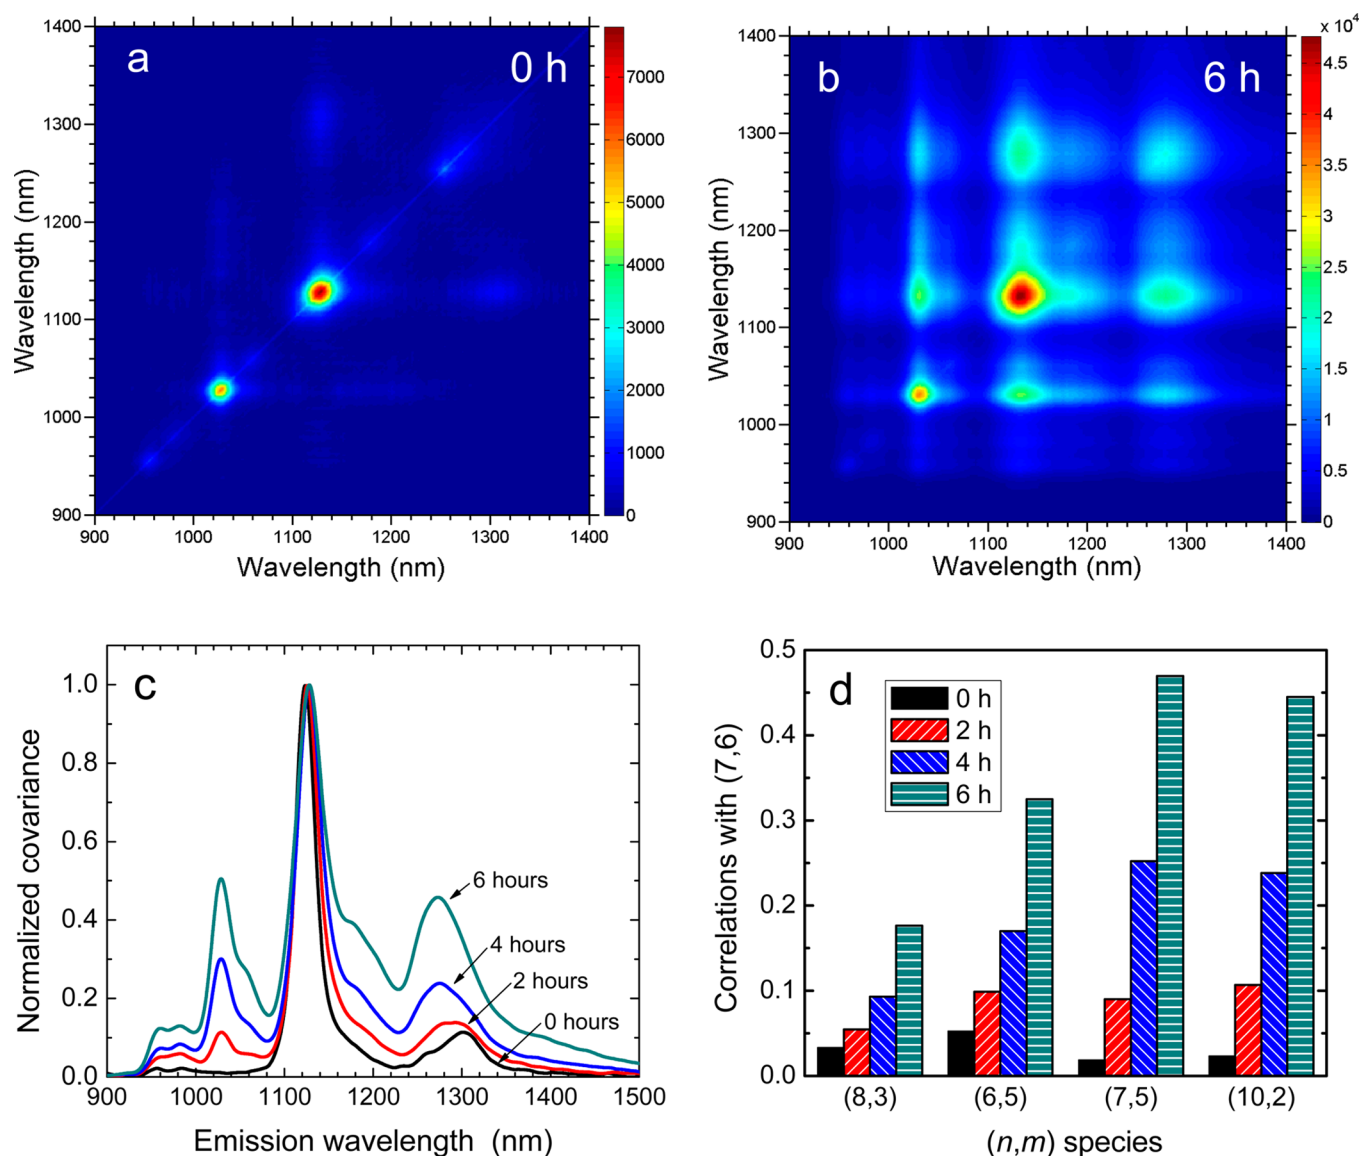 a
0 h
1400
1300
1200
1100
1000
900
Wavelength (nm)
900 1000 1100 1200 1300 1400
Wavelength (nm)
7000
6000
5000
4000
3000
2000
1000
0
b
6 h
1400
1300
1200
1100
1000
900
Wavelength (nm)
900 1000 1100 1200 1300 1400
Wavelength (nm)
x 10^4
4.5
4
3.5
3
2.5
2
1.5
1
0.5
0
c
1.0
0.8
0.6
0.4
0.2
0.0
Normalized covariance
6 hours
4 hours
2 hours
0 hours
900 1000 1100 1200 1300 1400 1500
Emission wavelength (nm)
d
0 h
2 h
4 h
6 h
0.5
0.4
0.3
0.2
0.1
0.0
Correlations with (7,6)
(8,3) (6,5) (7,5) (10,2)
(n,m) species